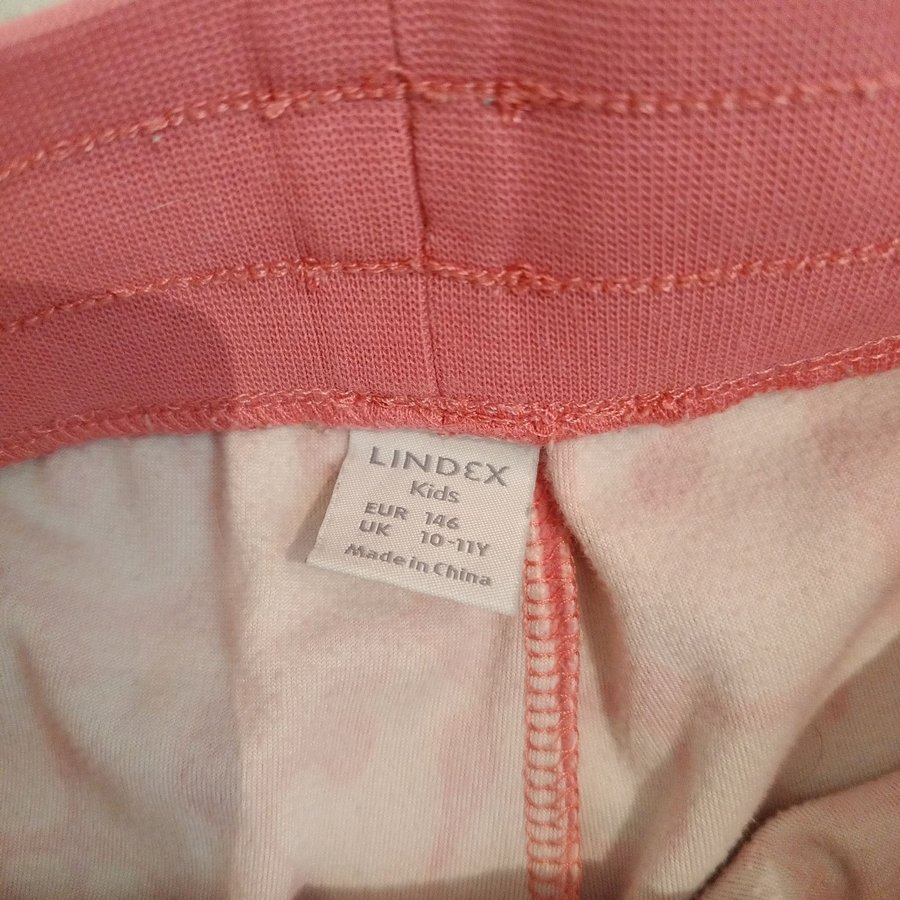 LINDEX
Kids
EUR 146
UK 10-11Y
Made in China